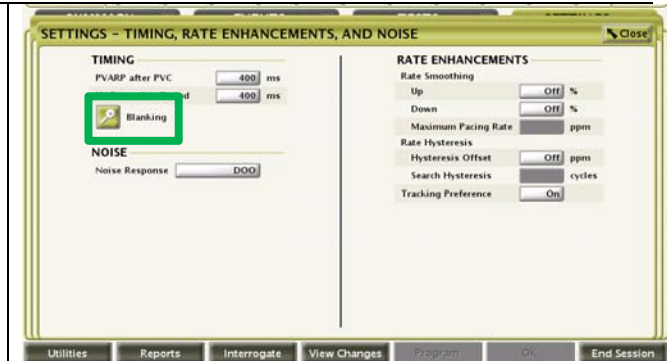 SETTINGS - TIMING, RATE ENHANCEMENTS, AND NOISE
Close
TIMING
PVARP after PVC 400 ms
400 ms
Blanking
NOISE
Noise Response DOO
RATE ENHANCEMENTS
Rate Smoothing
Up Off %
Down Off %
Maximum Pacing Rate ppm
Rate Hysteresis
Hysteresis Offset Off ppm
Search Hysteresis cycles
Tracking Preference On
Utilities Reports Interrogate View Changes Program End Session